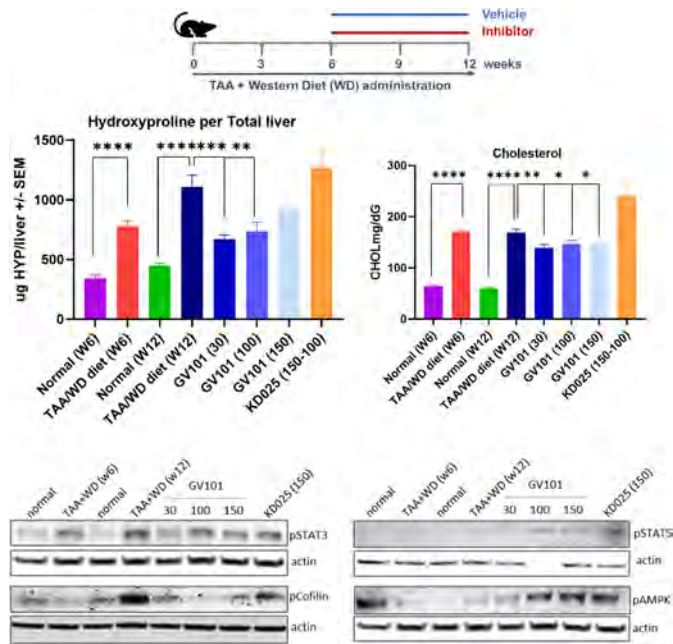 Vehicle
Inhibitor
0 3 6 9 12 weeks
TAA + Western Diet (WD) administration
Hydroxyproline per Total liver
ug HYP/liver +/- SEM
1500
1000
500
0
**** **** *** **
Normal (W6)
TAA/WD diet (W6)
Normal (W12)
TAA/WD diet (W12)
GV101 (30)
GV101 (100)
GV101 (150)
KD025 (150-100)
Cholesterol
CHOLmg/dG
300
200
100
0
**** **** ** * *
Normal (W6)
TAA/WD diet (W6)
Normal (W12)
TAA/WD diet (W12)
GV101 (30)
GV101 (100)
GV101 (150)
KD025 (150-100)
normal
TAA+WD (w6)
normal
TAA+WD (w12)
GV101
30 100 150
KD025 (150)
pSTAT3
actin
pCofilin
actin
normal
TAA+WD (w6)
normal
TAA+WD (w12)
GV101
30 100 150
KD025 (150)
pSTAT5
actin
pAMPK
actin